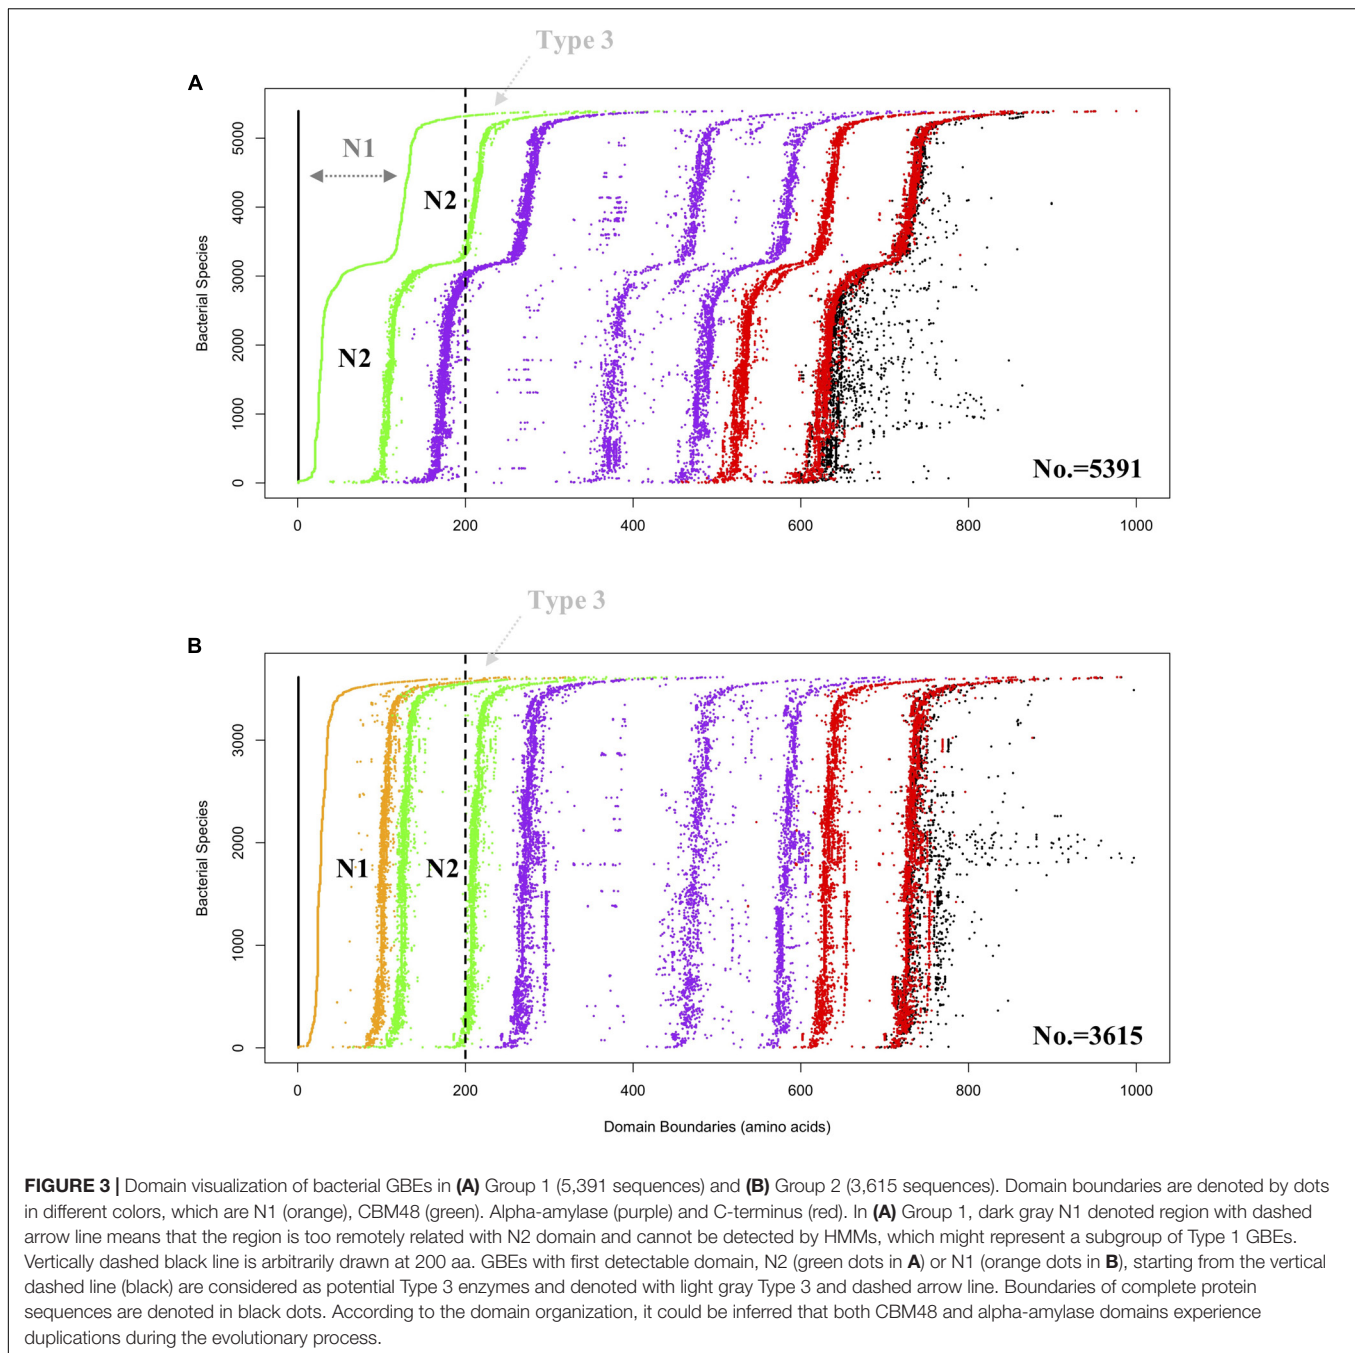 Type 3
A
N1
N2
N2
No.=5391
Bacterial Species
0
1000
2000
3000
4000
5000
0 200 400 600 800 1000
Type 3
B
N1
N2
No.=3615
Bacterial Species
0
1000
2000
3000
0 200 400 600 800 1000
Domain Boundaries (amino acids)
FIGURE 3 | Domain visualization of bacterial GBEs in (A) Group 1 (5,391 sequences) and (B) Group 2 (3,615 sequences). Domain boundaries are denoted by dots
in different colors, which are N1 (orange), CBM48 (green). Alpha-amylase (purple) and C-terminus (red). In (A) Group 1, dark gray N1 denoted region with dashed
arrow line means that the region is too remotely related with N2 domain and cannot be detected by HMMs, which might represent a subgroup of Type 1 GBEs.
Vertically dashed black line is arbitrarily drawn at 200 aa. GBEs with first detectable domain, N2 (green dots in A) or N1 (orange dots in B), starting from the vertical
dashed line (black) are considered as potential Type 3 enzymes and denoted with light gray Type 3 and dashed arrow line. Boundaries of complete protein
sequences are denoted in black dots. According to the domain organization, it could be inferred that both CBM48 and alpha-amylase domains experience
duplications during the evolutionary process.